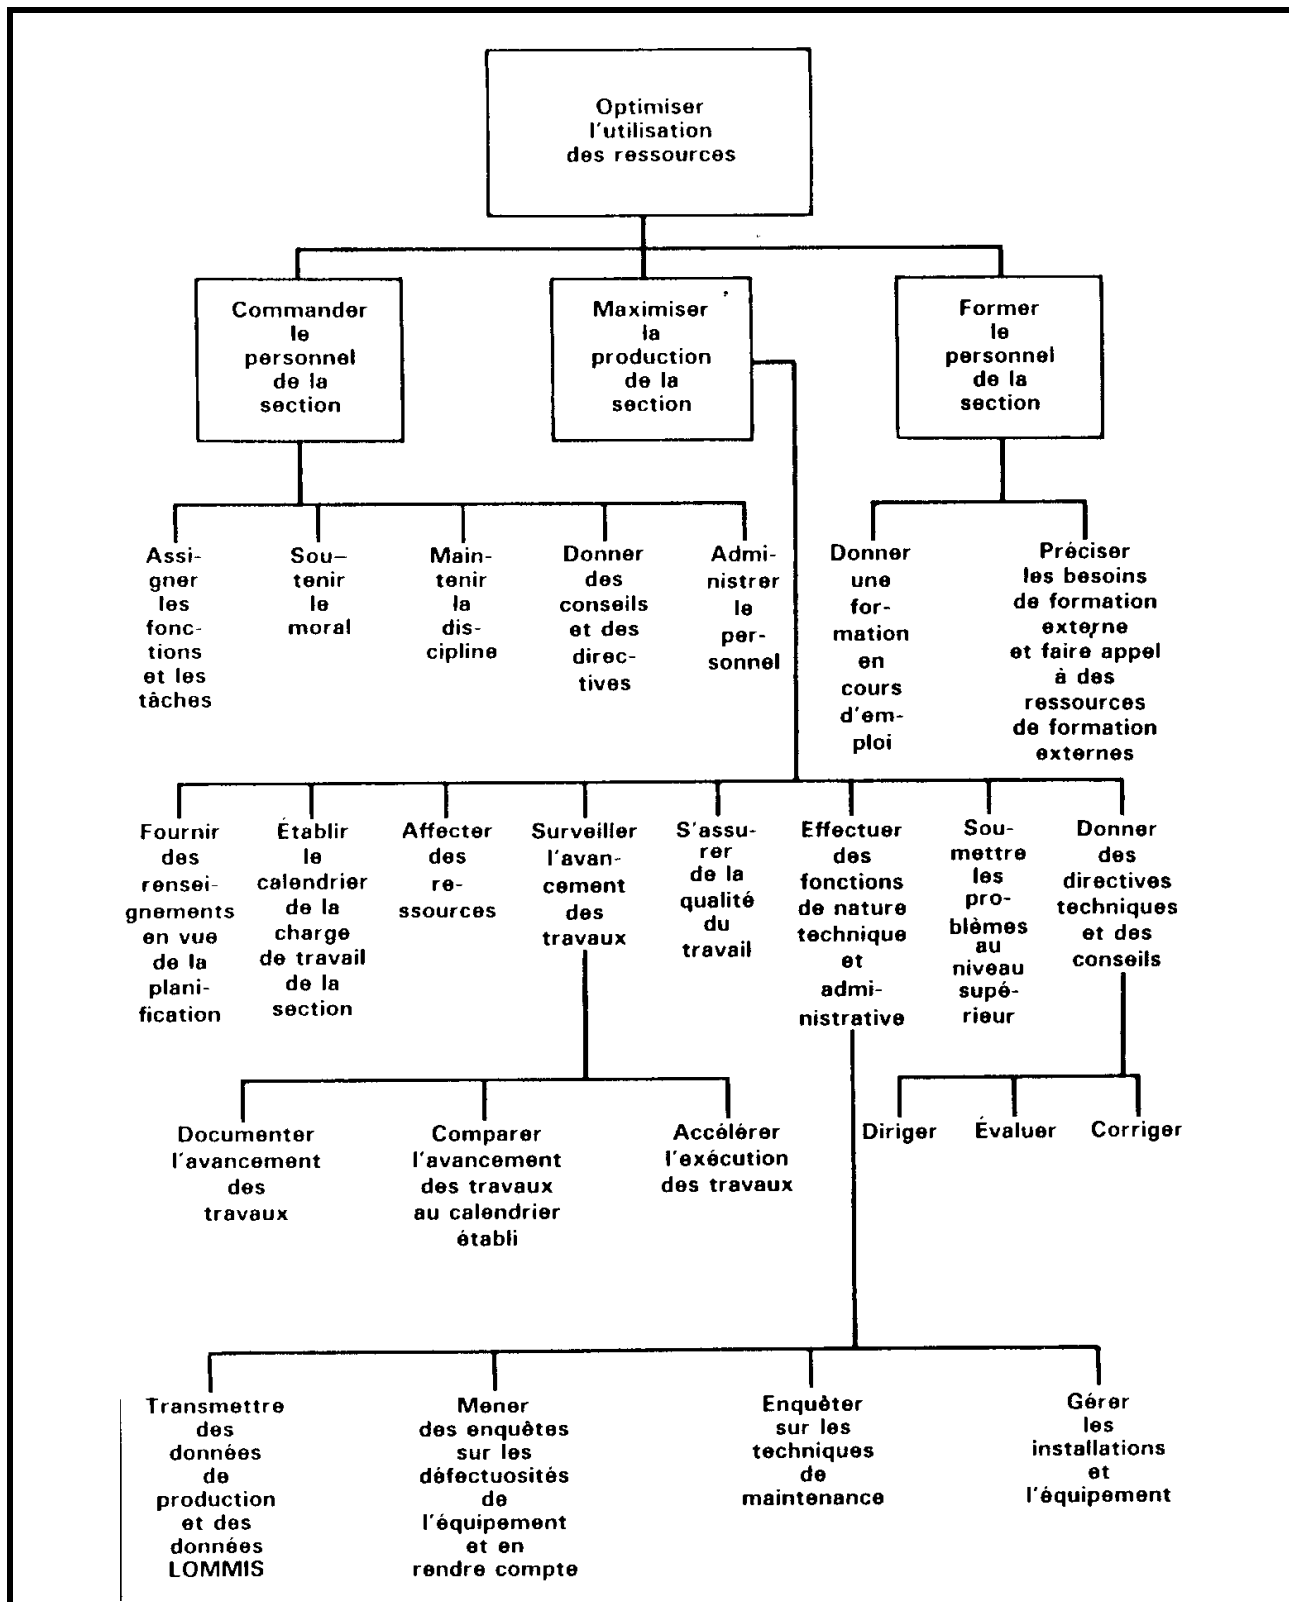 Optimiser
l'utilisation
des ressources
Commander
le
personnel
de la
section
Maximiser
la
production
de la
section
Former
le
personnel
de la
section
Assi-
gner
les
fonc-
tions
et les
tâches
Sou-
tenir
le
moral
Main-
tenir
la
dis-
cipline
Donner
des
conseils
et des
direc-
tives
Admi-
nistrer
le
per-
sonnel
Donner
une
for-
mation
en
cours
d'em-
ploi
Préciser
les besoins
de formation
externe
et faire appel
à des
ressources
de formation
externes
Fournir
des
rensei-
gnements
en vue
de la
plani-
fication
Établir
le
calendrier
de la
charge
de travail
de la
section
Affecter
des
re-
ssources
Surveiller
l'avan-
cement
des
travaux
S'assu-
rer
de la
qualité
du
travail
Effectuer
des
fonctions
de nature
technique
et
admi-
nistrative
Sou-
mettre
les
pro-
blèmes
au
niveau
supé-
rieur
Donner
des
directives
techniques
et des
conseils
Documenter
l'avancement
des
travaux
Comparer
l'avancement
des travaux
au calendrier
établi
Accélérer
l'exécution
des travaux
Diriger
Évaluer
Corriger
Transmettre
des
données
de
production
et des
données
LOMMIS
Mener
des enquêtes
sur les
défectuosités
de
l'équipement
et en
rendre compte
Enquêter
sur les
techniques
de
maintenance
Gérer
les
installations
et
l'équipement